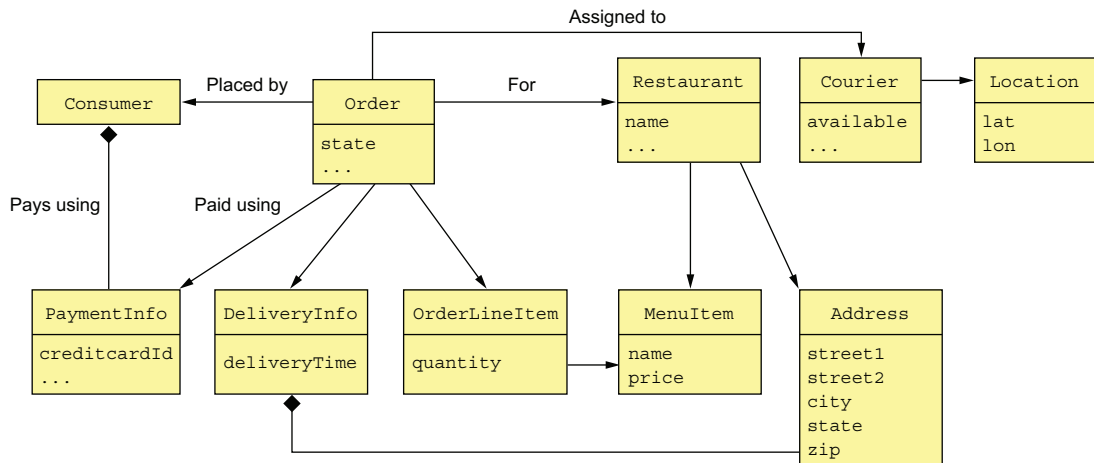 Assigned to
Consumer
Placed by
Order
state
...
For
Restaurant
name
...
Courier
available
...
Location
lat
lon
Pays using
Paid using
PaymentInfo
creditcardId
...
DeliveryInfo
deliveryTime
OrderLineItem
quantity
MenuItem
name
price
Address
street1
street2
city
state
zip